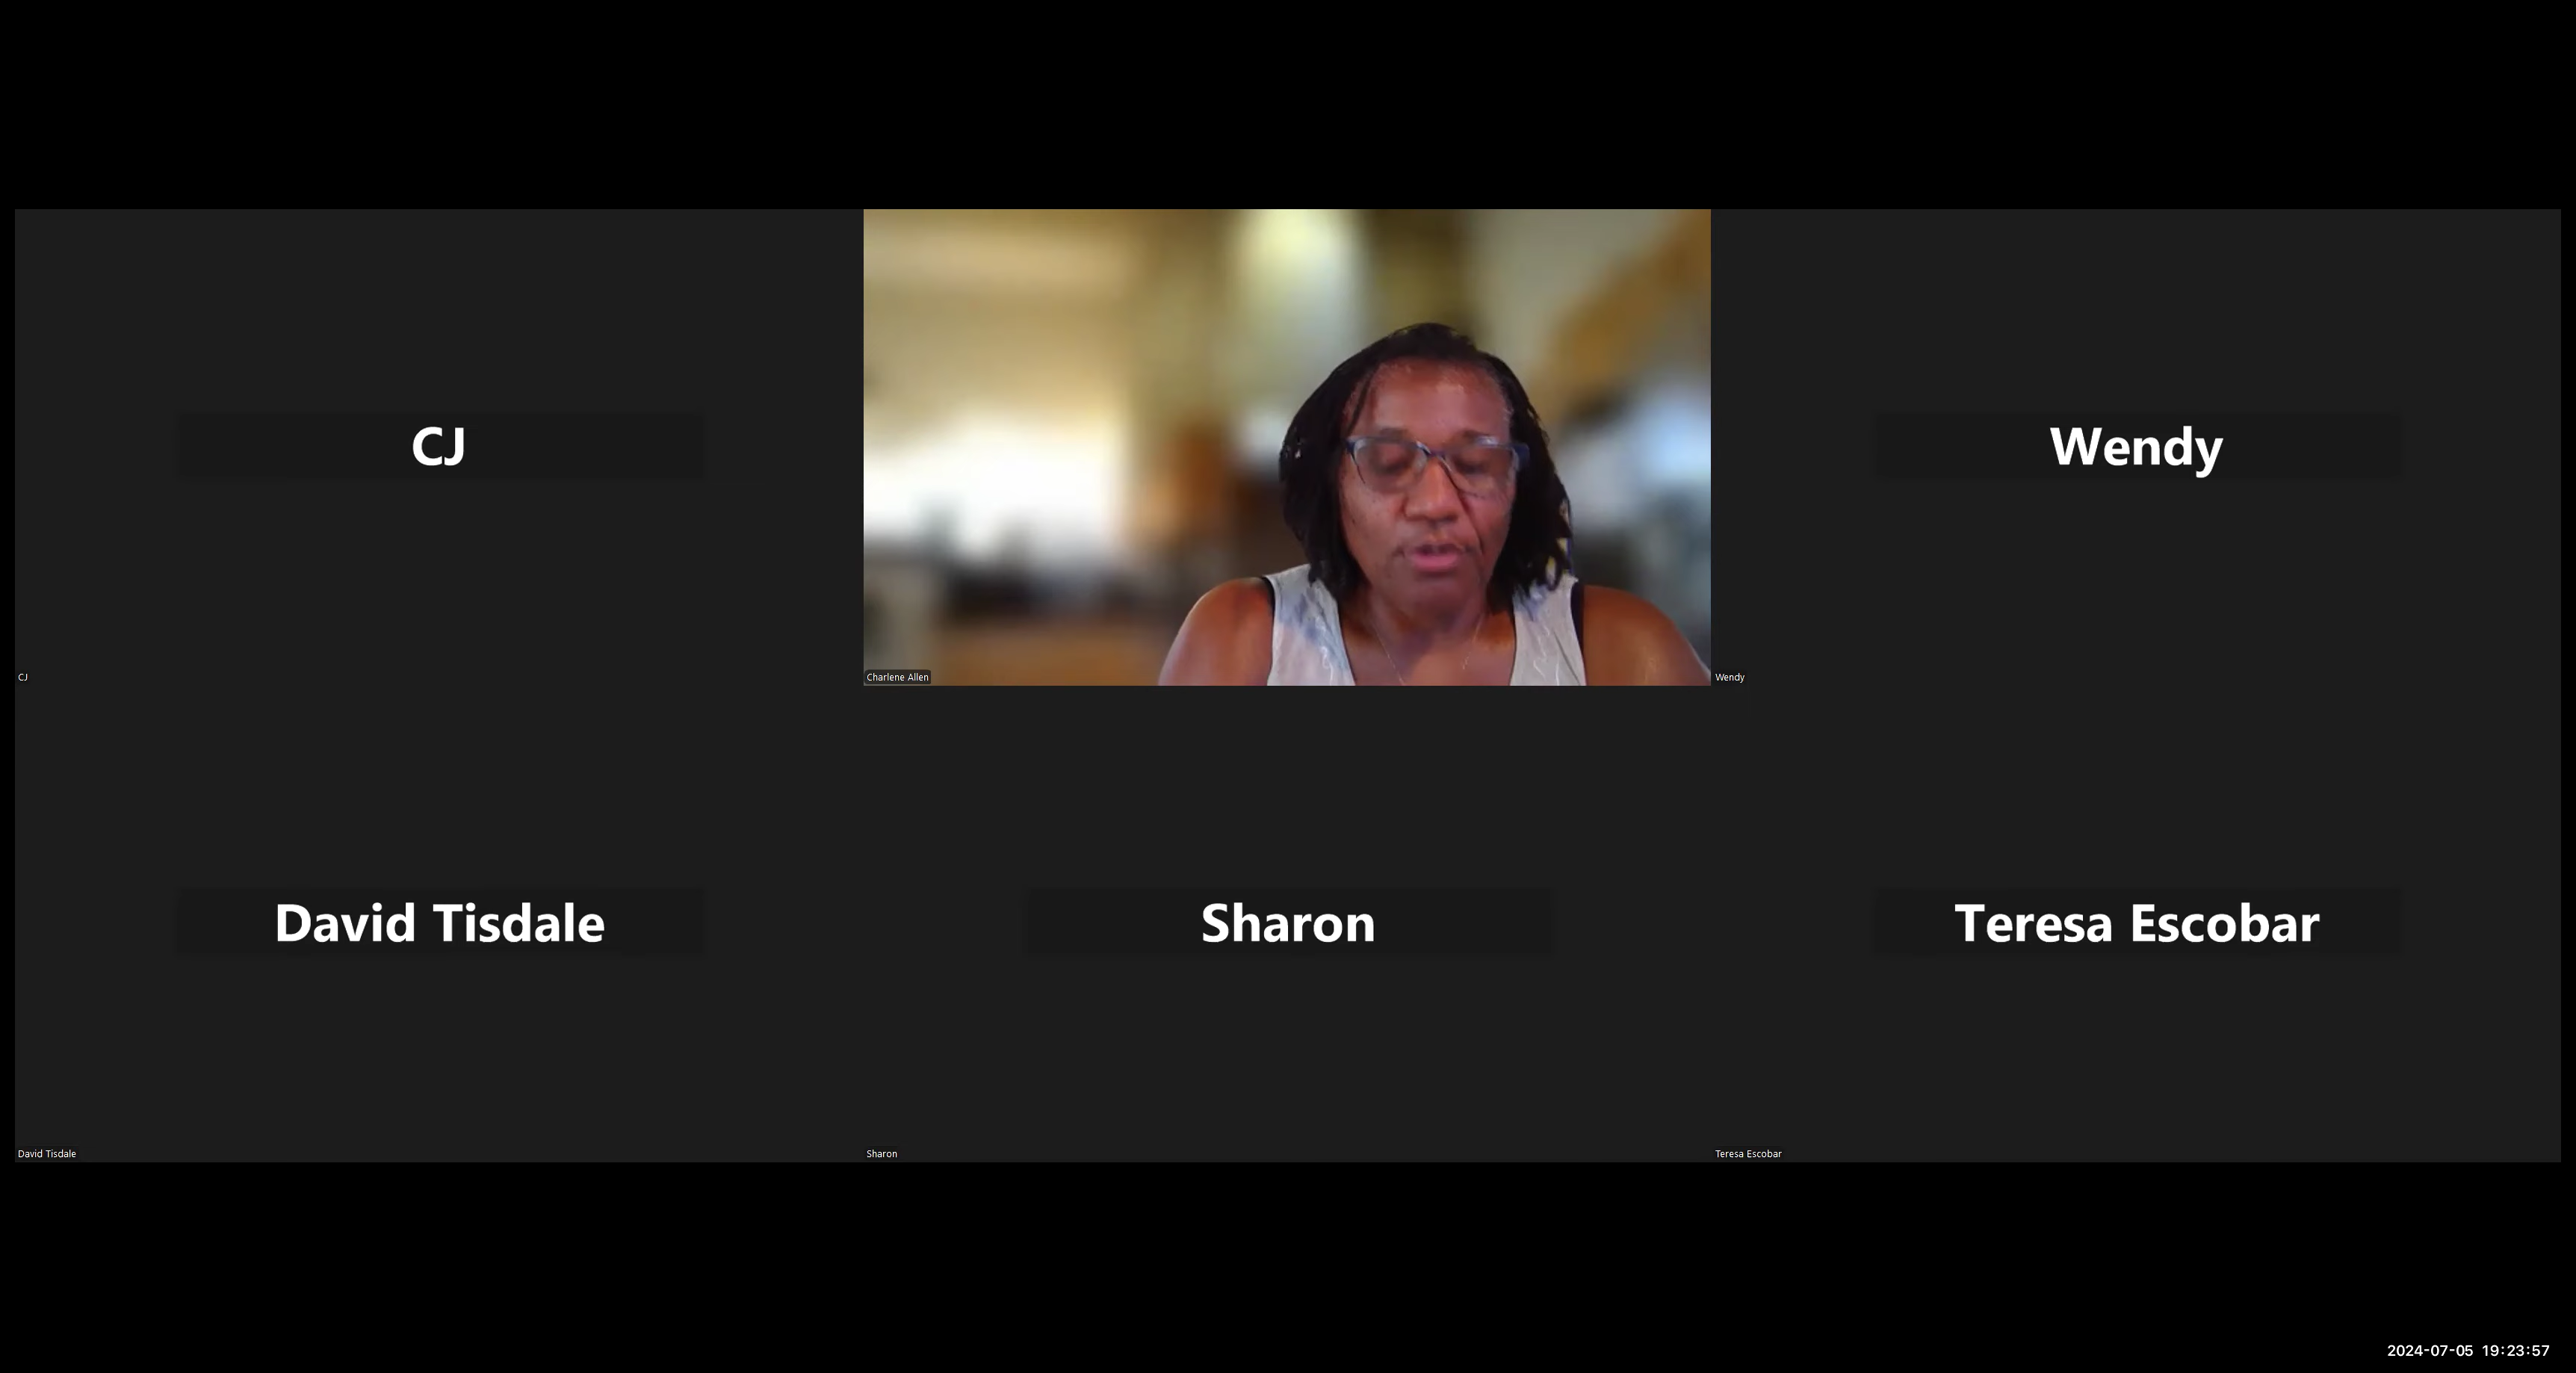 CJ
Wendy
CJ
Charlene Allen
Wendy
David Tisdale
Sharon
Teresa Escobar
David Tisdale
Sharon
Teresa Escobar
2024-07-05 19:23:57